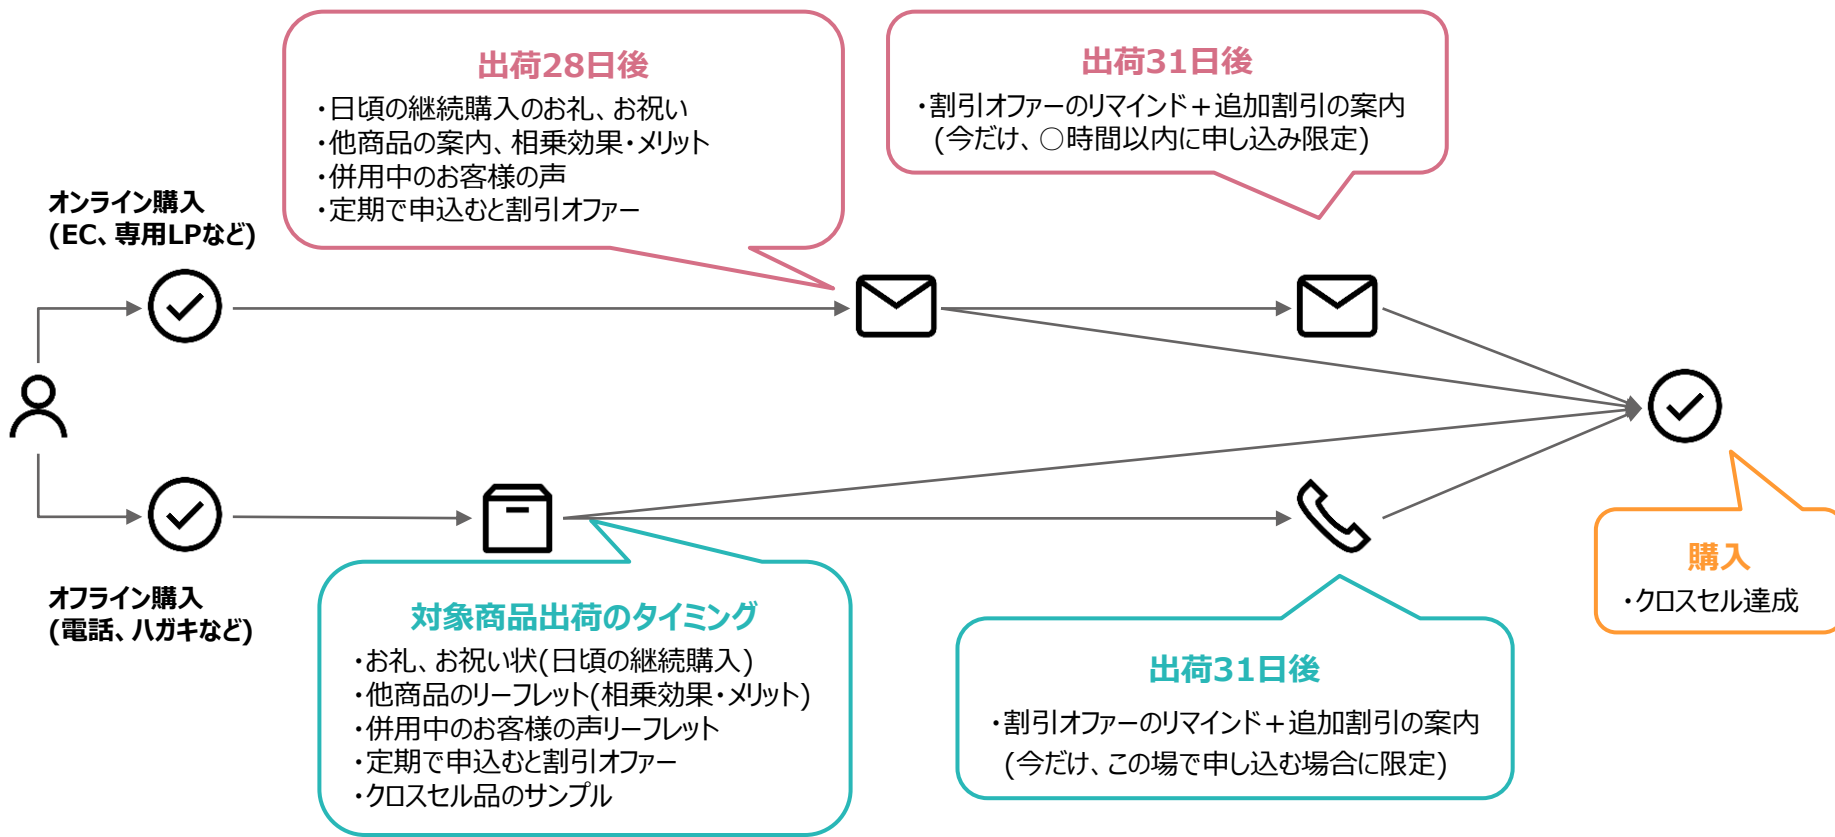 出荷28日後
・日頃の継続購入のお礼、お祝い
・他商品の案内、相乗効果・メリット
・併用中のお客様の声
・定期で申込むと割引オファー
出荷31日後
・割引オファーのリマインド＋追加割引の案内
(今だけ、○時間以内に申し込み限定)
オンライン購入
(EC、専用LPなど)
オフライン購入
(電話、ハガキなど)
対象商品出荷のタイミング
・お礼、お祝い状(日頃の継続購入)
・他商品のリーフレット(相乗効果・メリット)
・併用中のお客様の声リーフレット
・定期で申込むと割引オファー
・クロスセル品のサンプル
出荷31日後
・割引オファーのリマインド＋追加割引の案内
(今だけ、この場で申し込む場合に限定)
購入
・クロスセル達成